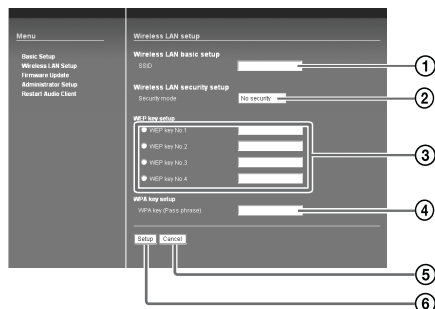 Menu
Basic Setup
Wireless LAN Setup
Firmware Update
Administrator Setup
Restart Audio Client
Wireless LAN setup
Wireless LAN basic setup
SSID
1
Wireless LAN security setup
Security mode
No security
2
WEP key setup
WEP key No.1
WEP key No.2
WEP key No.3
WEP key No.4
3
WPA key setup
WPA key (Pass phrase)
4
Setup
Cancel
5
6